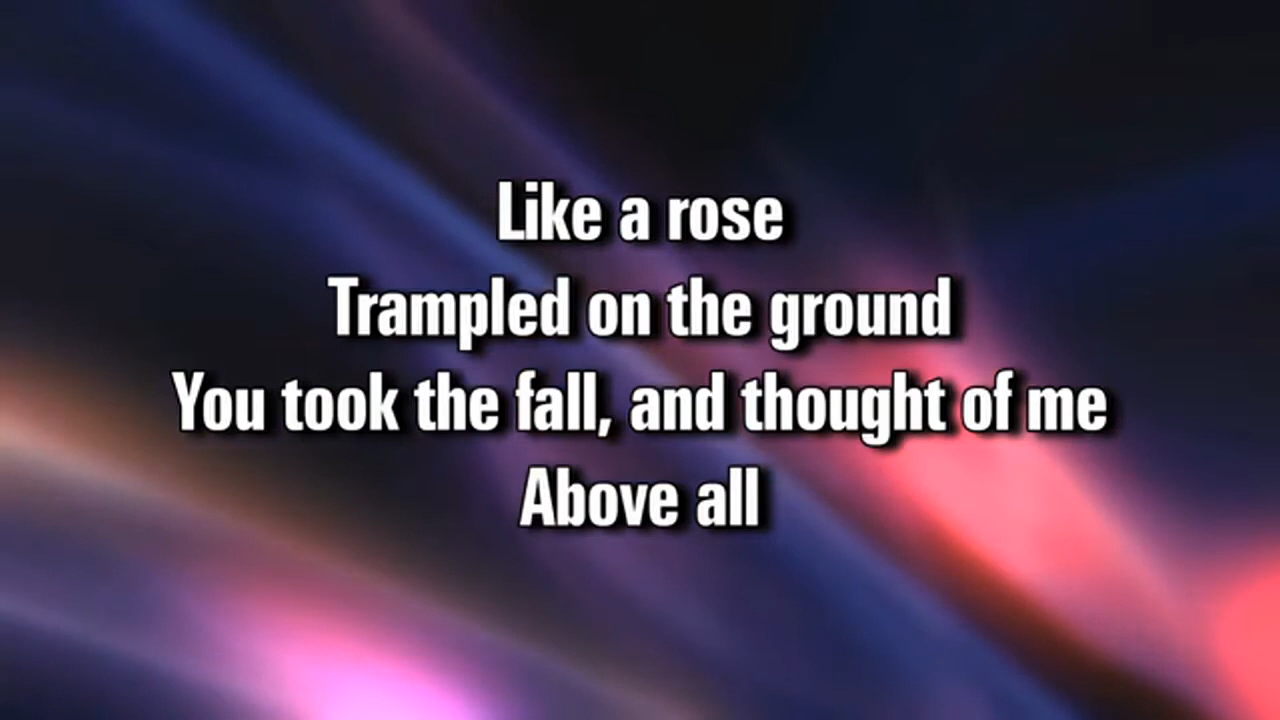 Like a rose
Trampled on the ground
You took the fall, and thought of me
Above all